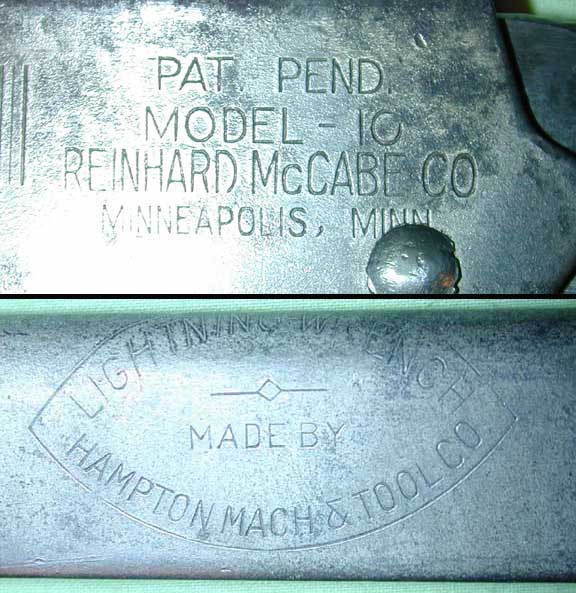 PAT. PEND.
MODEL - 10
REINHARD McCABE CO
MINNEAPOLIS, MINN.
LIGHTNING WRENCH
MADE BY
HAMPTON MACH & TOOL CO